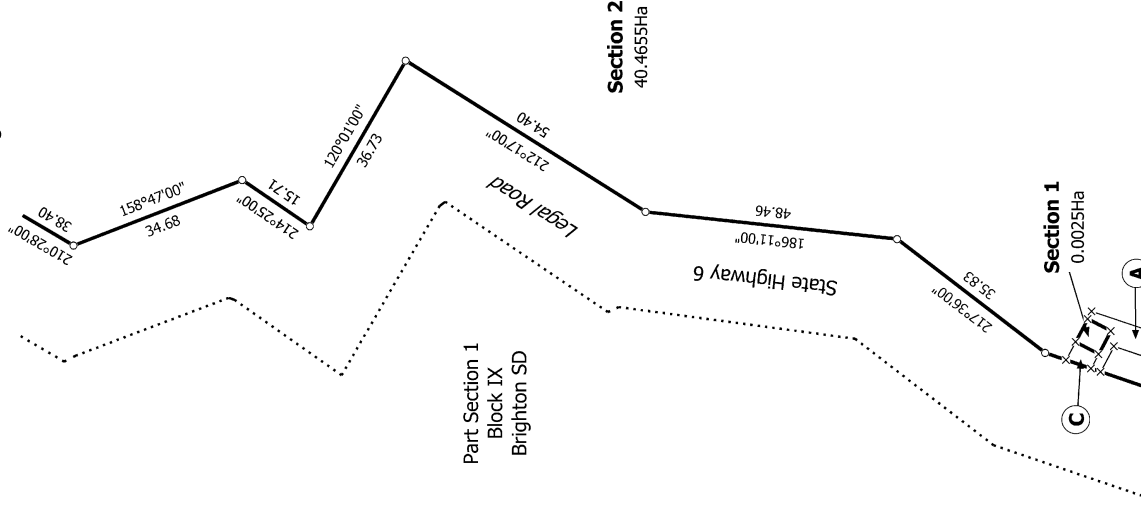 Section 2
40.4655Ha
38.40
210°28'00"
158°47'00"
34.68
15.71
214°25'00"
120°01'00"
36.73
54.40
212°17'00"
Legal Road
48.46
186°11'00"
State Highway 6
35.83
217°36'00"
Section 1
0.0025Ha
A
C
Part Section 1
Block IX
Brighton SD